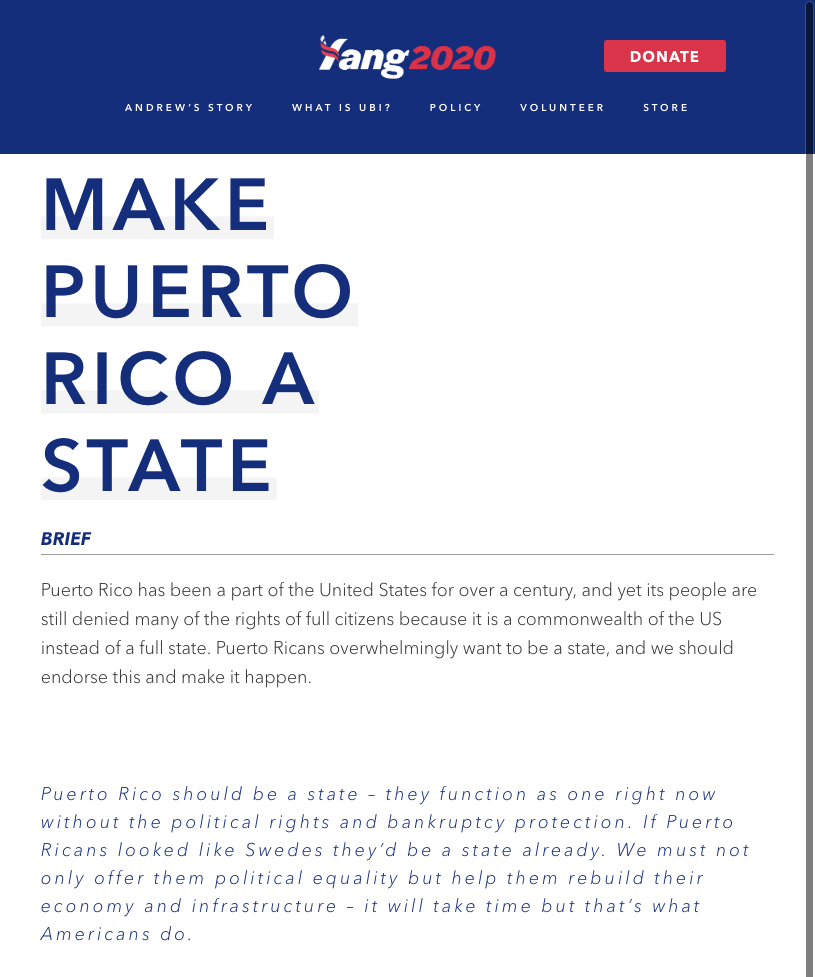 Yang2020
DONATE
ANDREW'S STORY WHAT IS UBI? POLICY VOLUNTEER STORE
MAKE
PUERTO
RICO A
STATE
BRIEF
Puerto Rico has been a part of the United States for over a century, and yet its people are
still denied many of the rights of full citizens because it is a commonwealth of the US
instead of a full state. Puerto Ricans overwhelmingly want to be a state, and we should
endorse this and make it happen.
Puerto Rico should be a state – they function as one right now
without the political rights and bankruptcy protection. If Puerto
Ricans looked like Swedes they’d be a state already. We must not
only offer them political equality but help them rebuild their
economy and infrastructure – it will take time but that’s what
Americans do.